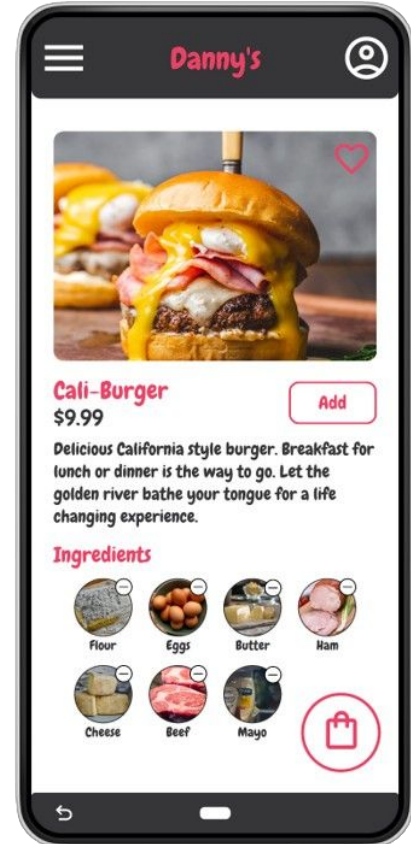 Danny's
Cali-Burger
Add
$9.99
Delicious California style burger. Breakfast for
lunch or dinner is the way to go. Let the
golden river bathe your tongue for a life
changing experience.
Ingredients
Flour Eggs Butter Ham
Cheese Beef Mayo